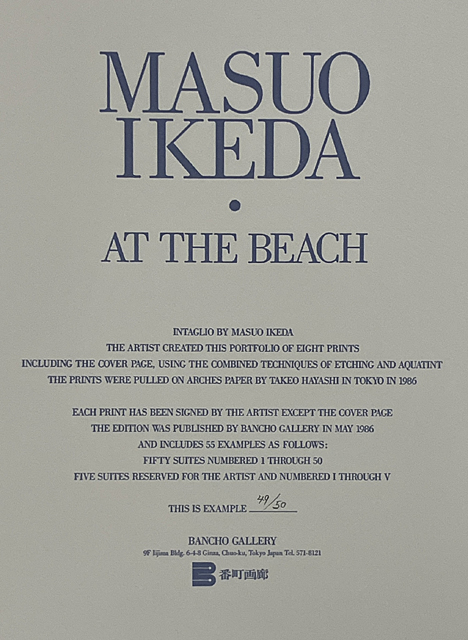 MASUO
IKEDA
•
AT THE BEACH
INTAGLIO BY MASUO IKEDA
THE ARTIST CREATED THIS PORTFOLIO OF EIGHT PRINTS
INCLUDING THE COVER PAGE, USING THE COMBINED TECHNIQUES OF ETCHING AND AQUATINT
THE PRINTS WERE PULLED ON ARCHES PAPER BY TAKEO HAYASHI IN TOKYO IN 1986
EACH PRINT HAS BEEN SIGNED BY THE ARTIST EXCEPT THE COVER PAGE
THE EDITION WAS PUBLISHED BY BANCHO GALLERY IN MAY 1986
AND INCLUDES 55 EXAMPLES AS FOLLOWS:
FIFTY SUITES NUMBERED 1 THROUGH 50
FIVE SUITES RESERVED FOR THE ARTIST AND NUMBERED I THROUGH V
THIS IS EXAMPLE 49/50
BANCHO GALLERY
9F Iijima Bldg. 6-4-8 Ginza, Chuo-ku, Tokyo Japan Tel. 571-8121
番町画廊